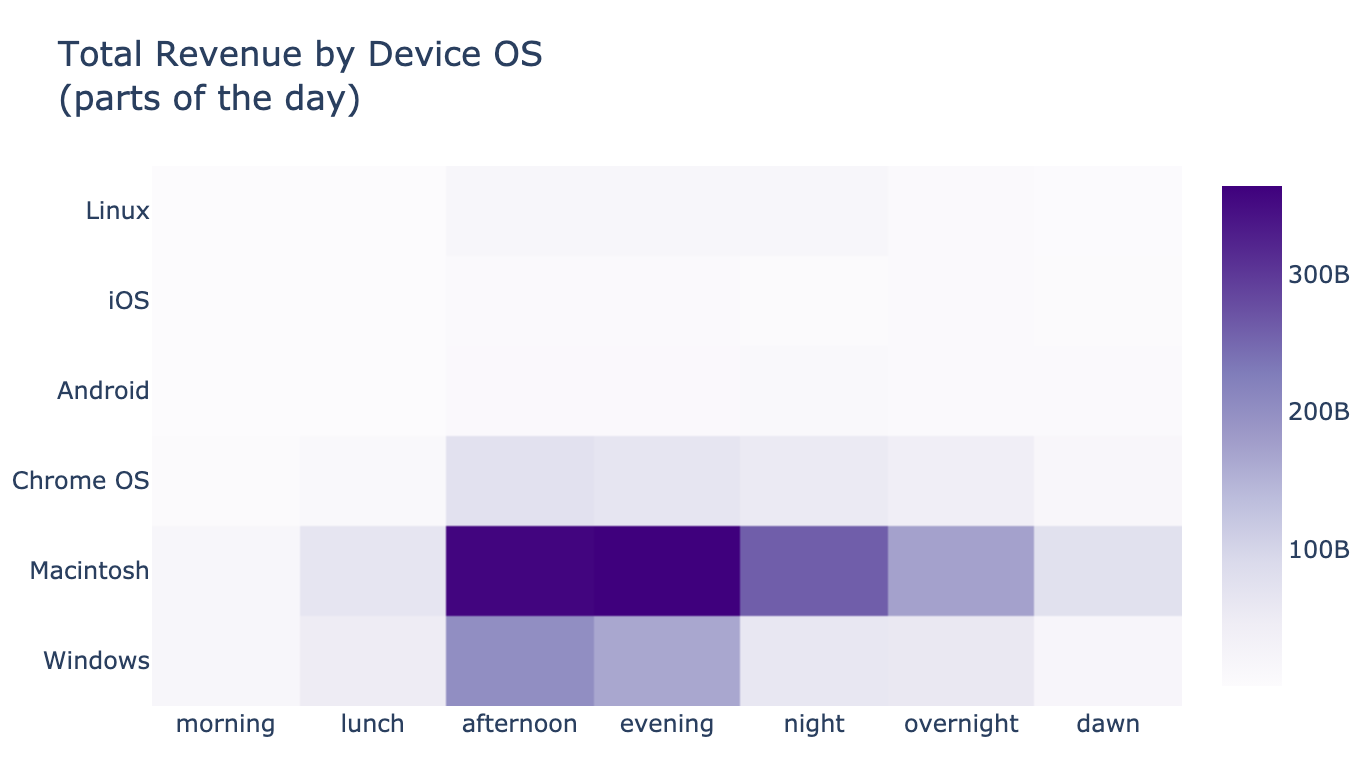 Total Revenue by Device OS
(parts of the day)
Linux
iOS
Android
Chrome OS
Macintosh
Windows
morning lunch afternoon evening night overnight dawn
300B
200B
100B